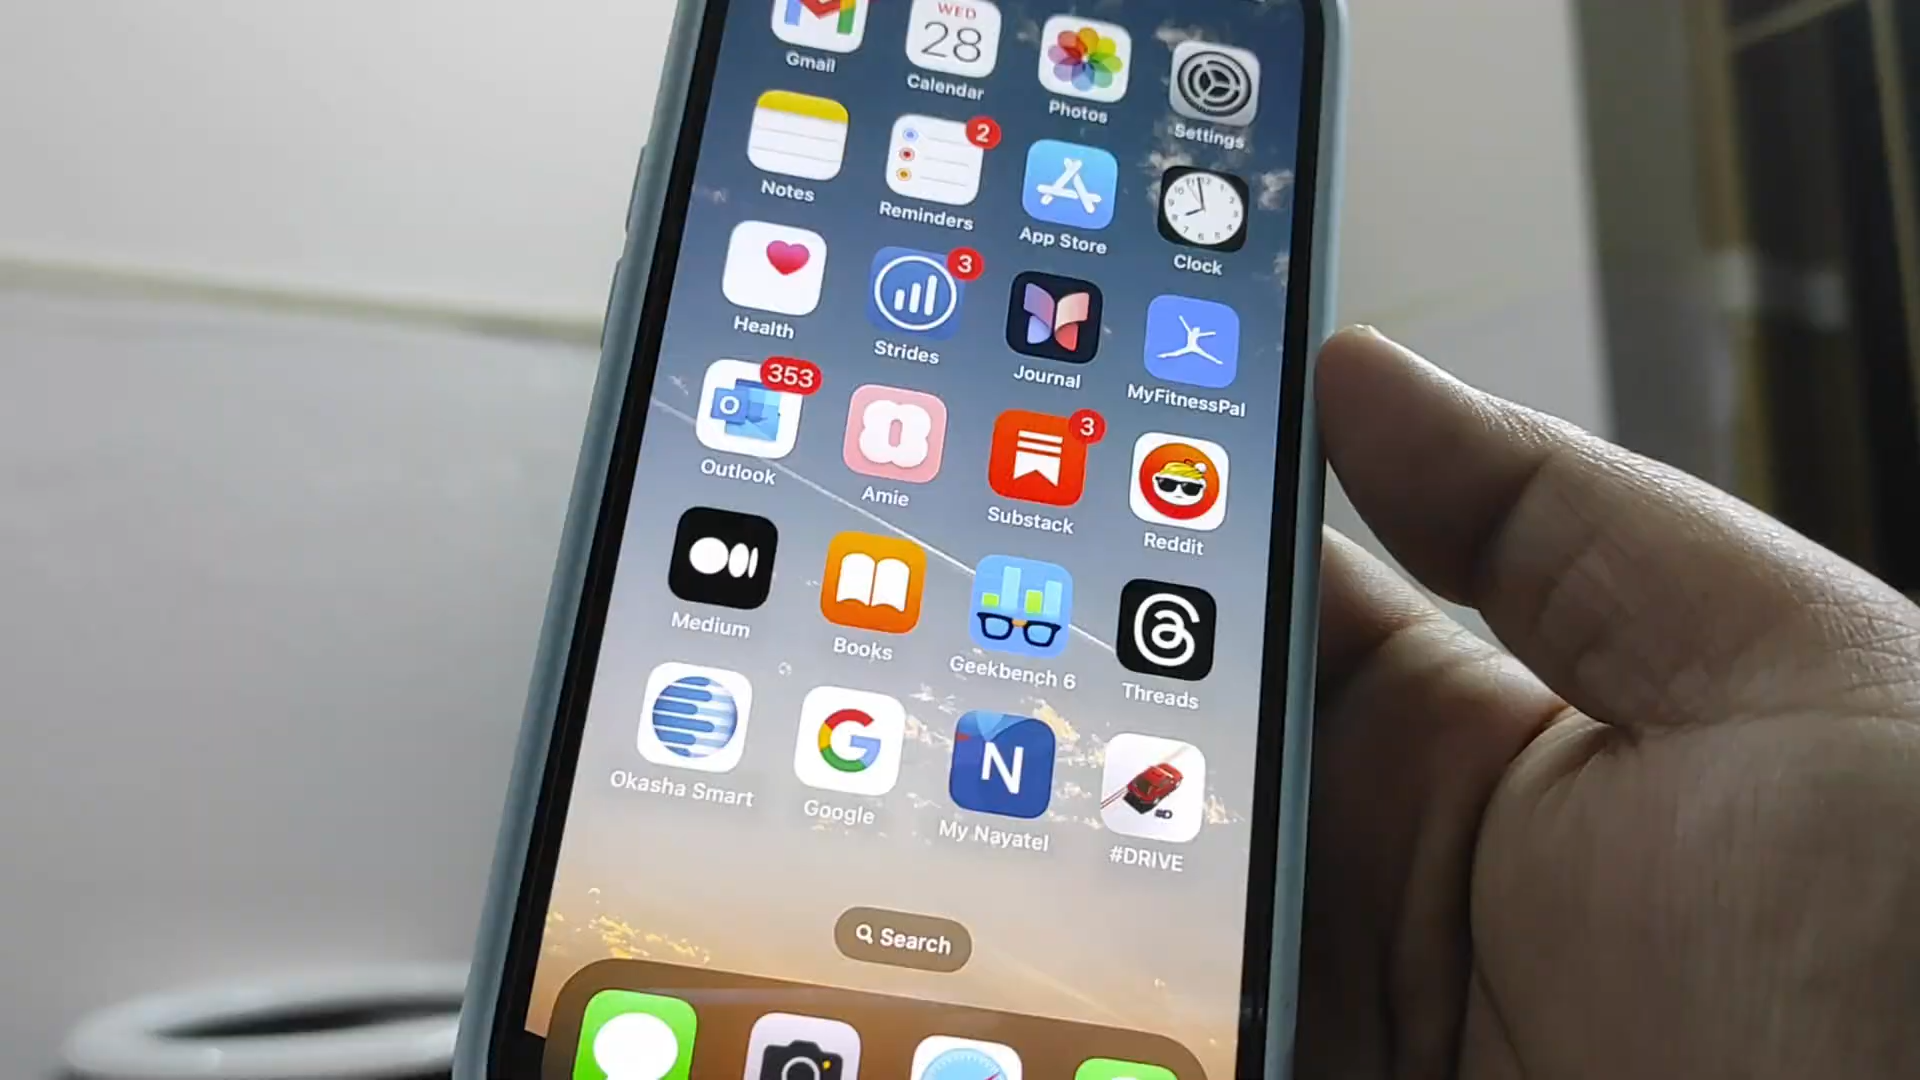 WED
28
Gmail
Calendar
Photos
Settings
2
Notes
Reminders
App Store
Clock
3
Health
Strides
Journal
MyFitnessPal
353
O
3
Outlook
Amie
Substack
Reddit
Medium
Books
Geekbench 6
Threads
G
N
Okasha Smart
Google
My Nayatel
#DRIVE
Search